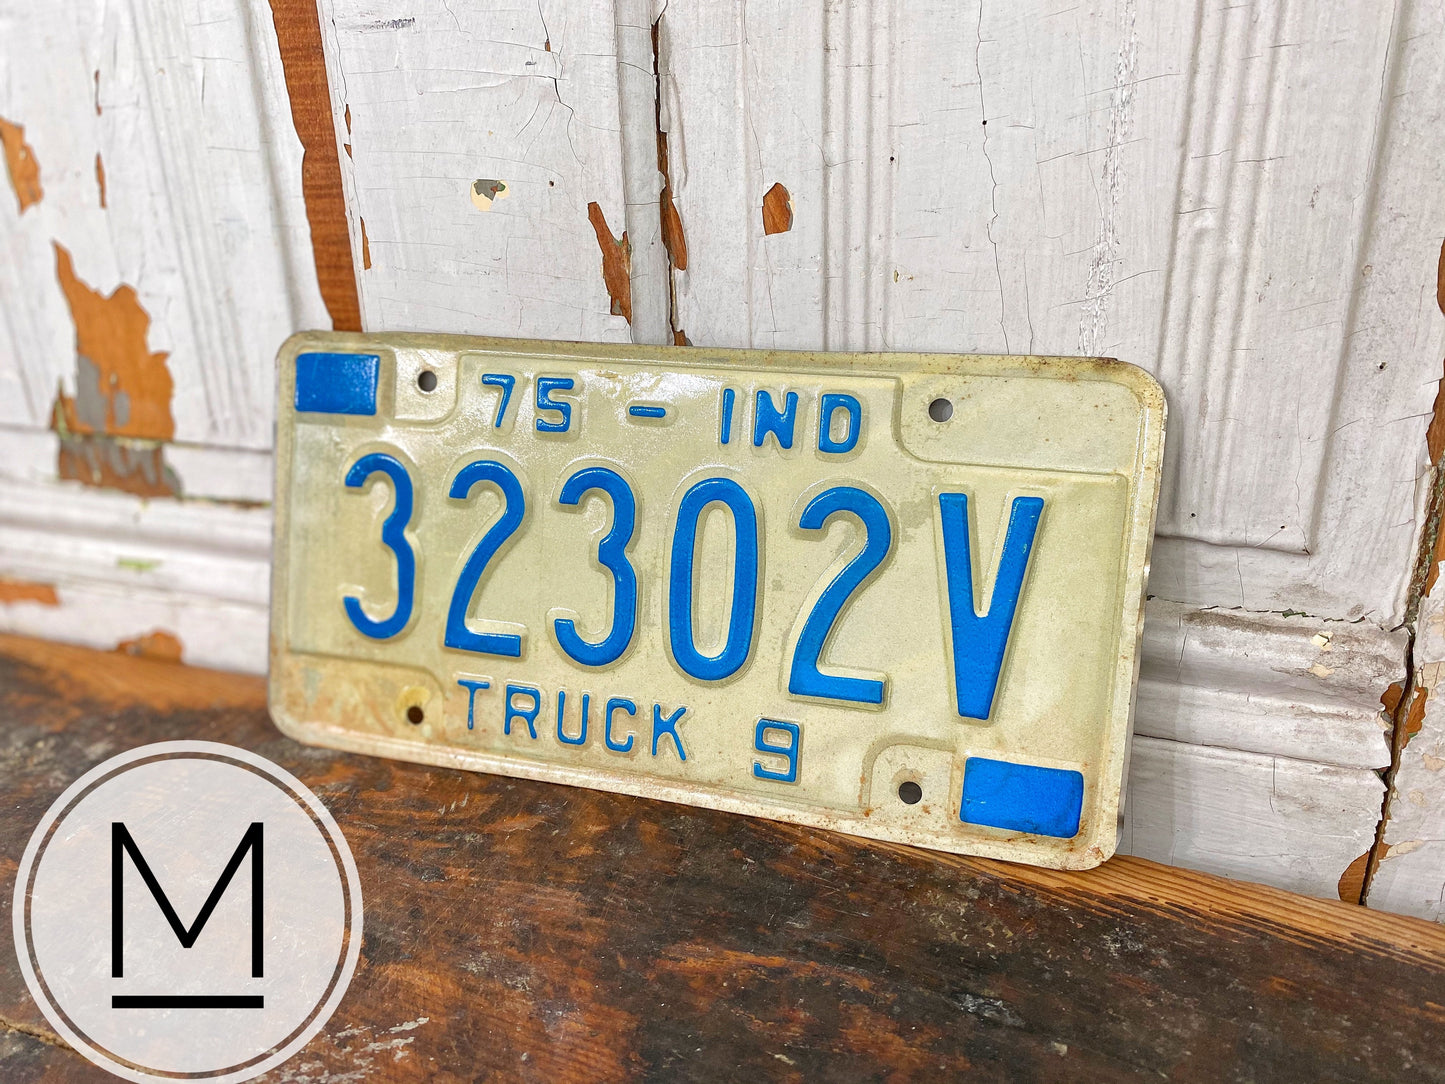 75 - IND
32302V
TRUCK 9
M